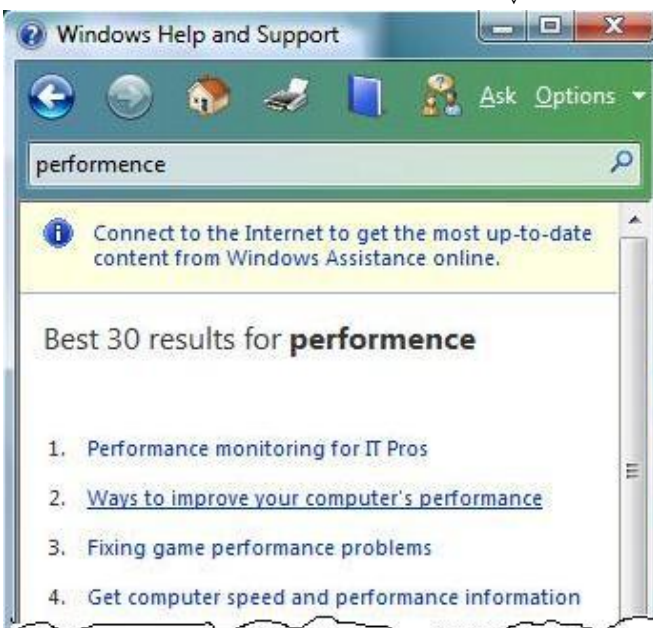 Windows Help and Support
Ask Options
performence
Connect to the Internet to get the most up-to-date
content from Windows Assistance online.
Best 30 results for performence
1. Performance monitoring for IT Pros
2. Ways to improve your computer's performance
3. Fixing game performance problems
4. Get computer speed and performance information